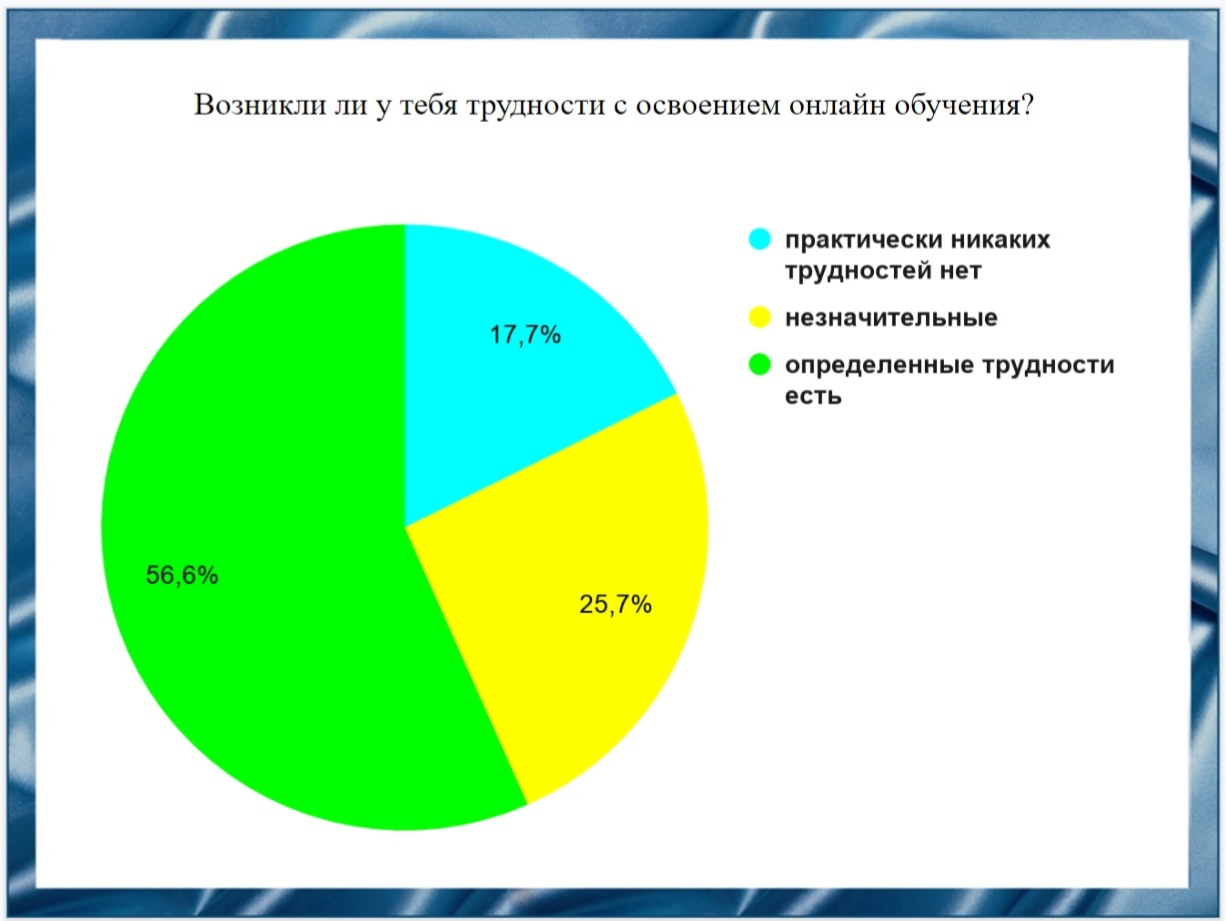 Возникли ли у тебя трудности с освоением онлайн обучения?
практически никаких
трудностей нет
незначительные
определенные трудности
есть
17,7%
56,6%
25,7%